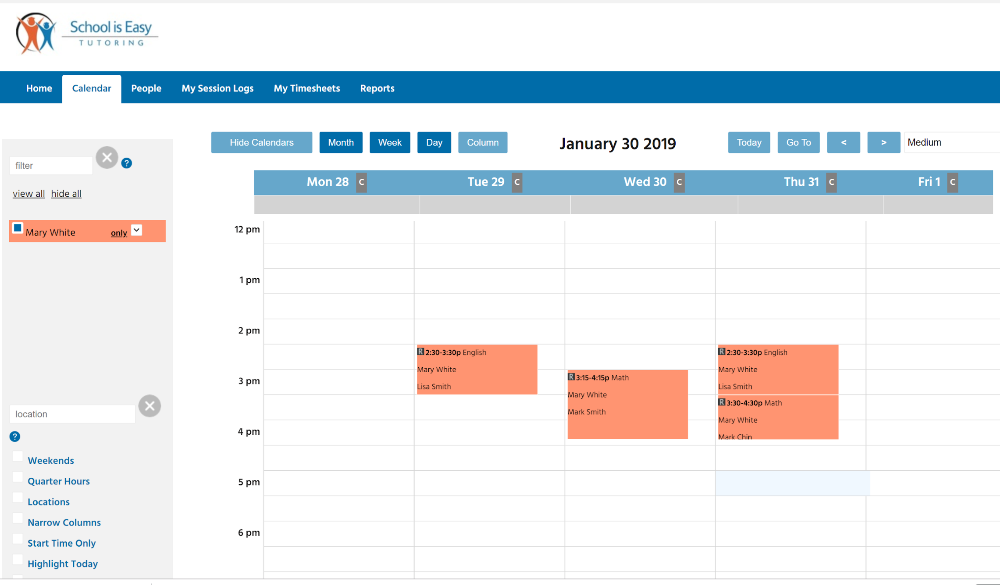 School is Easy
TUTORING
Home Calendar People My Session Logs My Timesheets Reports
Hide Calendars Month Week Day Column January 30 2019 Today Go To < > Medium
filter ?
view all hide all
Mary White only
location
?
Weekends
Quarter Hours
Locations
Narrow Columns
Start Time Only
Highlight Today
Mon 28 C Tue 29 C Wed 30 C Thu 31 C Fri 1 C
12 pm
1 pm
2 pm
3 pm
4 pm
5 pm
6 pm
R 2:30-3:30p English
Mary White
Lisa Smith
R 3:15-4:15p Math
Mary White
Mark Smith
R 2:30-3:30p English
Mary White
Lisa Smith
R 3:30-4:30p Math
Mary White
Mark Chin